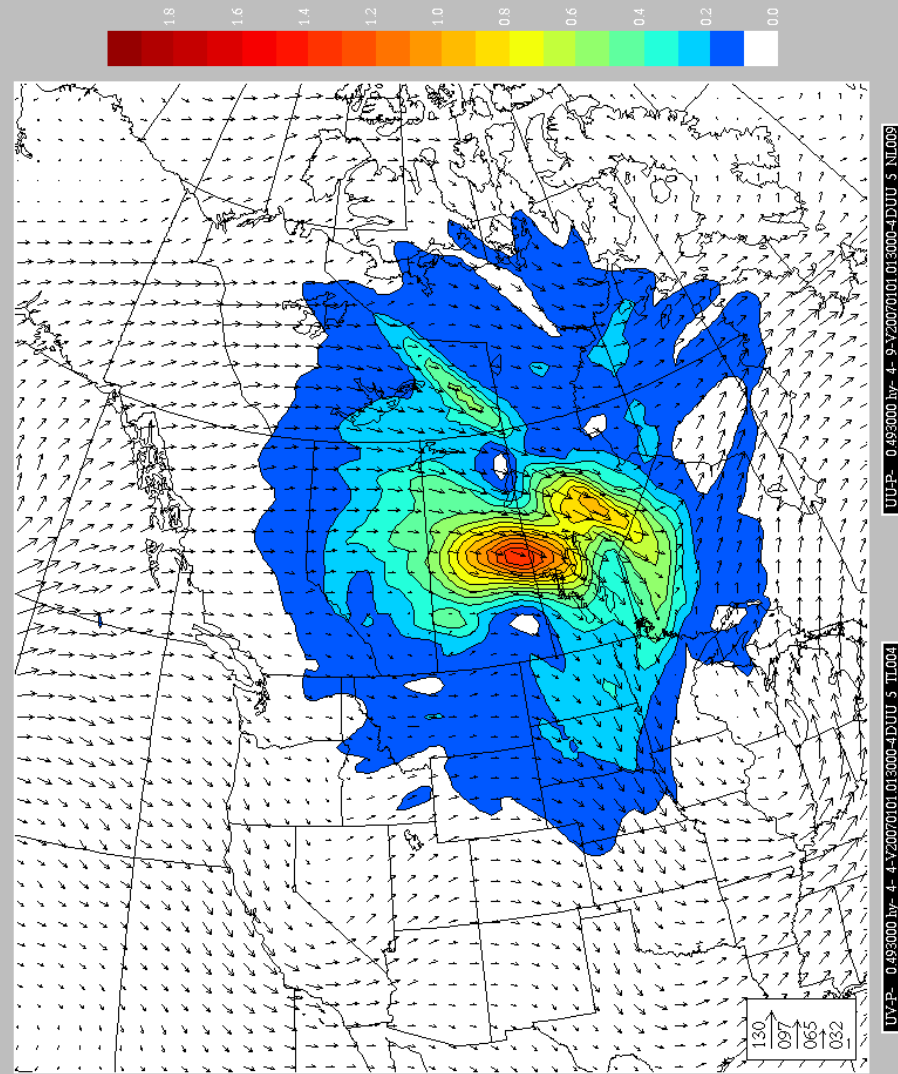 1.8 1.6 1.4 1.2 1.0 0.8 0.6 0.4 0.2 0.0
130
097
065
032
UV-P- 0.493000 hy- 4- 4-V20070101.013000-4DUU 5 TL004
UU-P- 0.493000 hy- 4- 9-V20070101.013000-4DUU 5 NL009